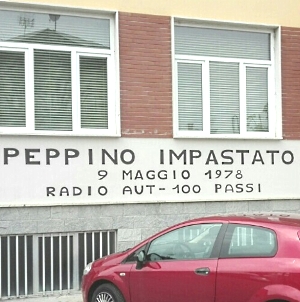 PEPPINO IMPASTATO
9 MAGGIO 1978
RADIO AUT-100 PASSI